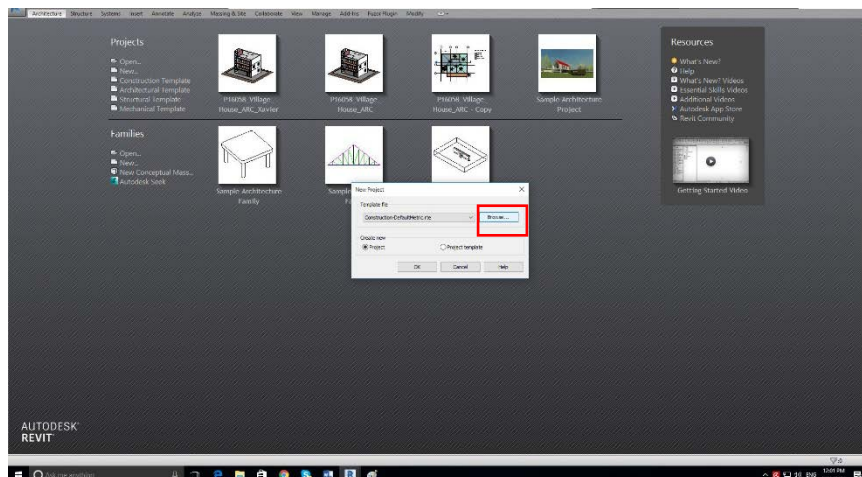 Architecture Structure Systems Insert Annotate Analyze Massing & Site Collaborate View Manage Add-Ins Modify
Projects
Open...
New...
Construction Template
Architectural Template
Structural Template
Mechanical Template
P16058_Village House_ARC_Xavier
P16058_Village House_ARC
P16058_Village House_ARC - Copy
Sample Architecture Project
Families
Open...
New...
New Conceptual Mass...
Autodesk Seek
Sample Architecture Family
Sample
New Project
Template file
Construction-DefaultMetric.rte
Browse...
Create new
Project
Project template
OK
Cancel
Help
Resources
What's New?
Help
What's New? Videos
Essential Skills Videos
Additional Videos
Autodesk App Store
Revit Community
Getting Started Video
AUTODESK
REVIT
Ask me anything
ENG
12:01 PM